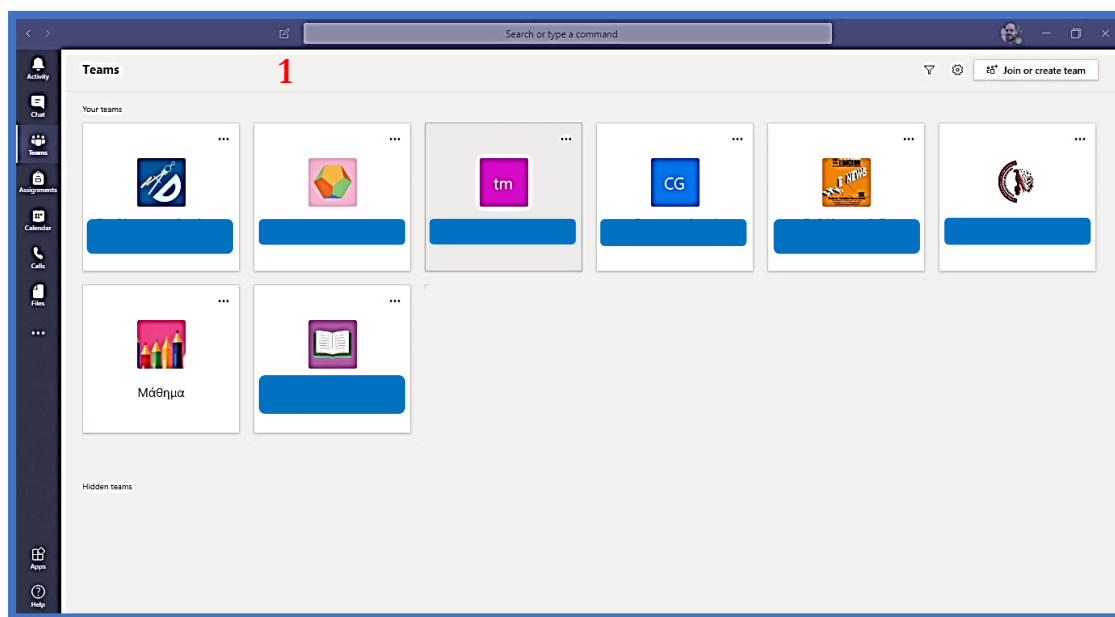 Search or type a command
Activity
Chat
Teams
Assignments
Calendar
Calls
Files
Apps
Help
Teams
1
Join or create team
Your teams
tm
CG
NEWS
Μάθημα
Hidden teams